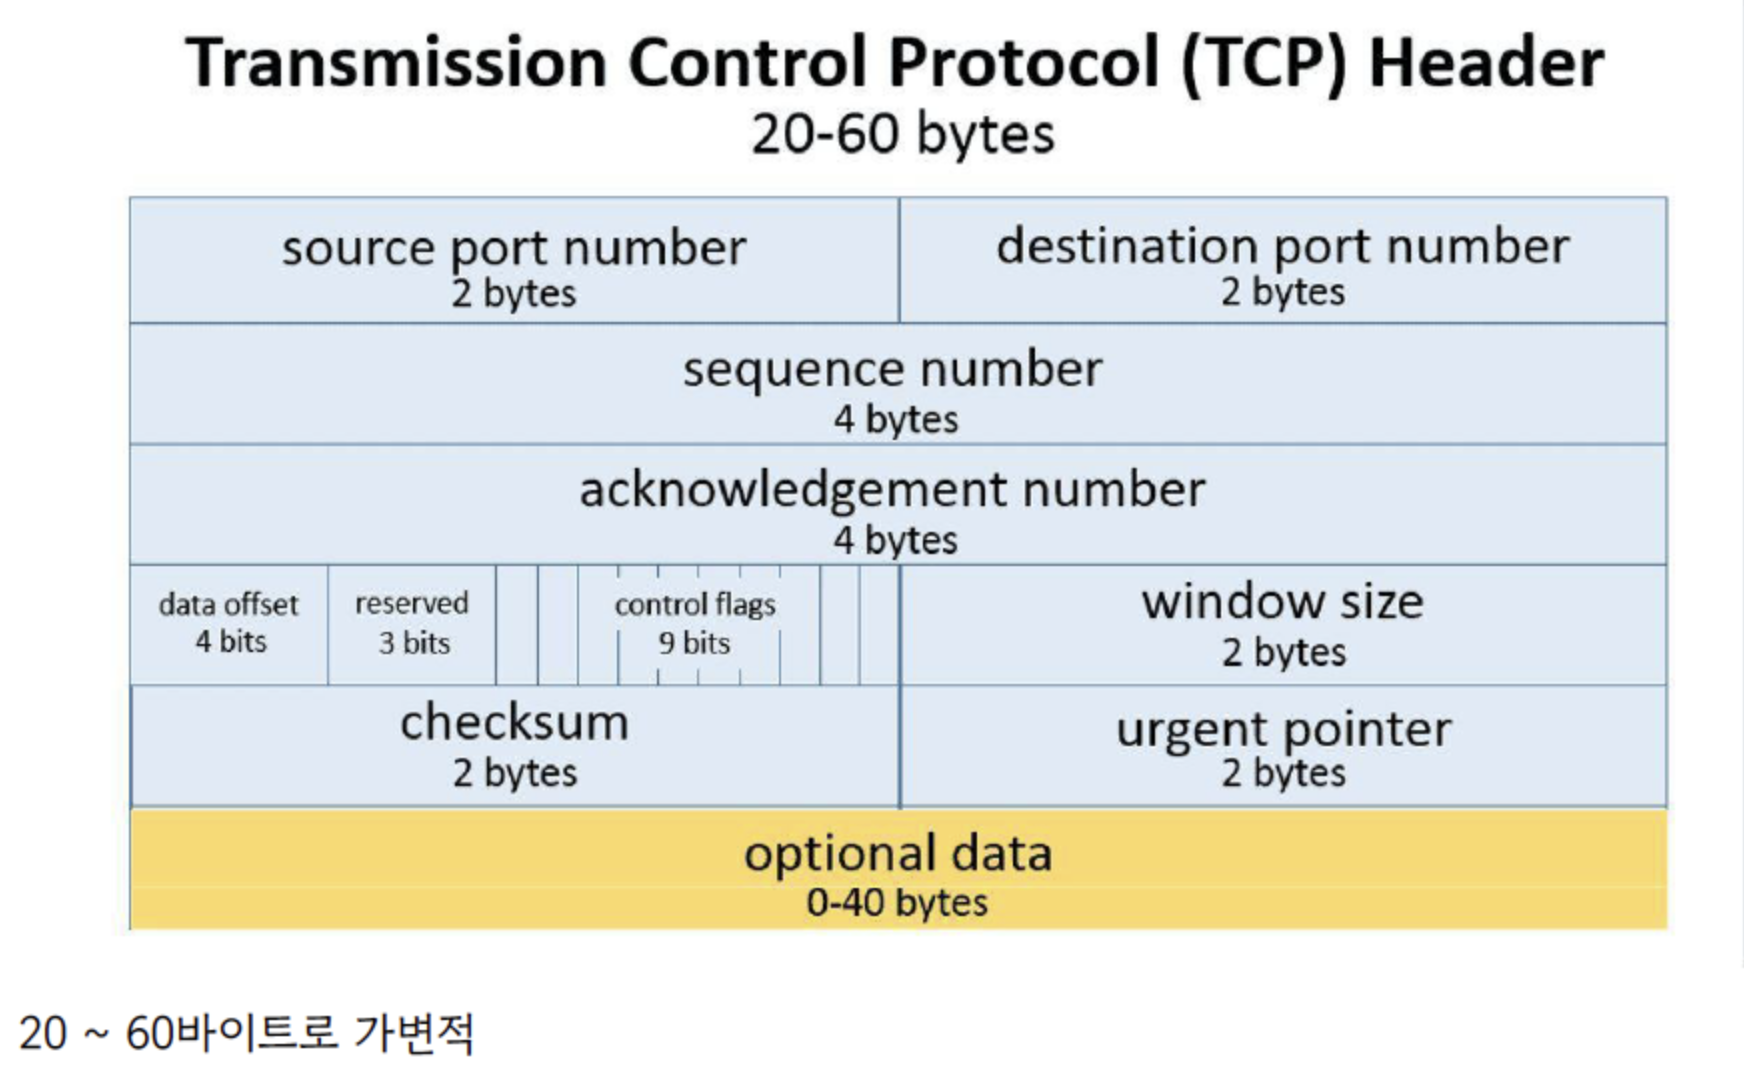 Transmission Control Protocol (TCP) Header
20-60 bytes
source port number
2 bytes
destination port number
2 bytes
sequence number
4 bytes
acknowledgement number
4 bytes
data offset
4 bits
reserved
3 bits
control flags
9 bits
window size
2 bytes
checksum
2 bytes
urgent pointer
2 bytes
optional data
0-40 bytes
20 ~ 60바이트로 가변적